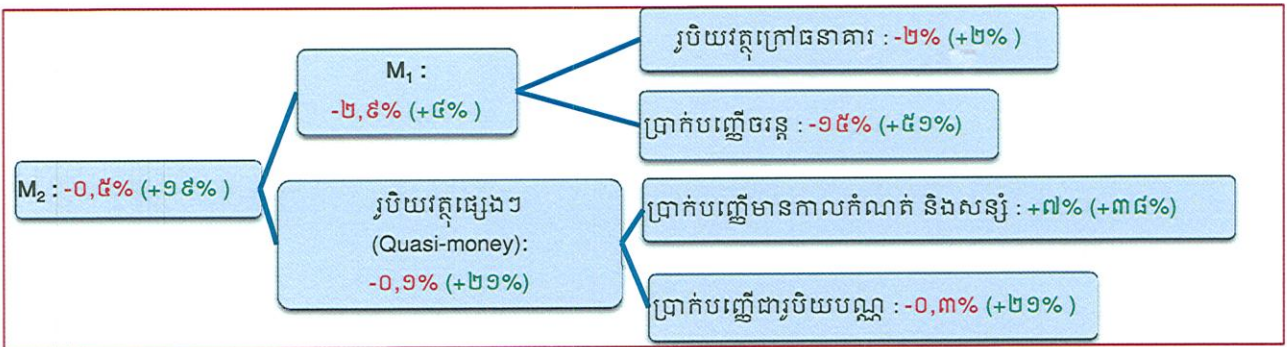 M₂ : -០,៥% (+១៩% )
M₁ :
-២,៩% (+៤% )
រូបិយវត្ថុផ្សេងៗ
(Quasi-money):
-០,១% (+២១%)
រូបិយវត្ថុក្រៅធនាគារ : -២% (+២% )
ប្រាក់បញ្ញើចរន្ត : -១៥% (+៥១%)
ប្រាក់បញ្ញើមានកាលកំណត់ និងសន្សំ : +៧% (+៣៨%)
ប្រាក់បញ្ញើជារូបិយបណ្ណ : -០,៣% (+២១% )